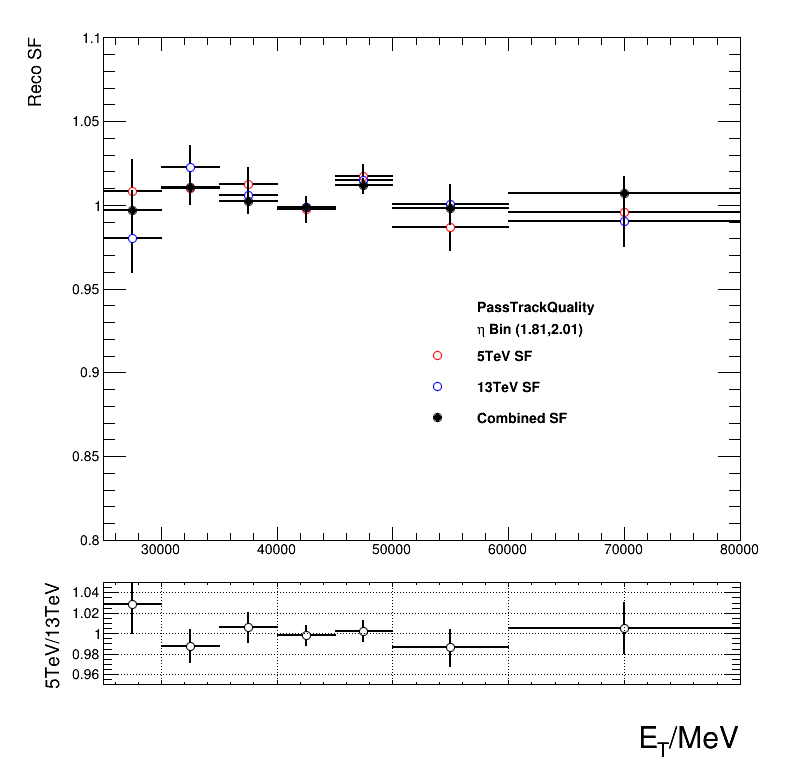 Reco SF
1.1
1.05
1
0.95
0.9
0.85
0.8
PassTrackQuality
η Bin (1.81,2.01)
5TeV SF
13TeV SF
Combined SF
30000 40000 50000 60000 70000 80000
5TeV/13TeV
1.04
1.02
1
0.98
0.96
E_T/MeV